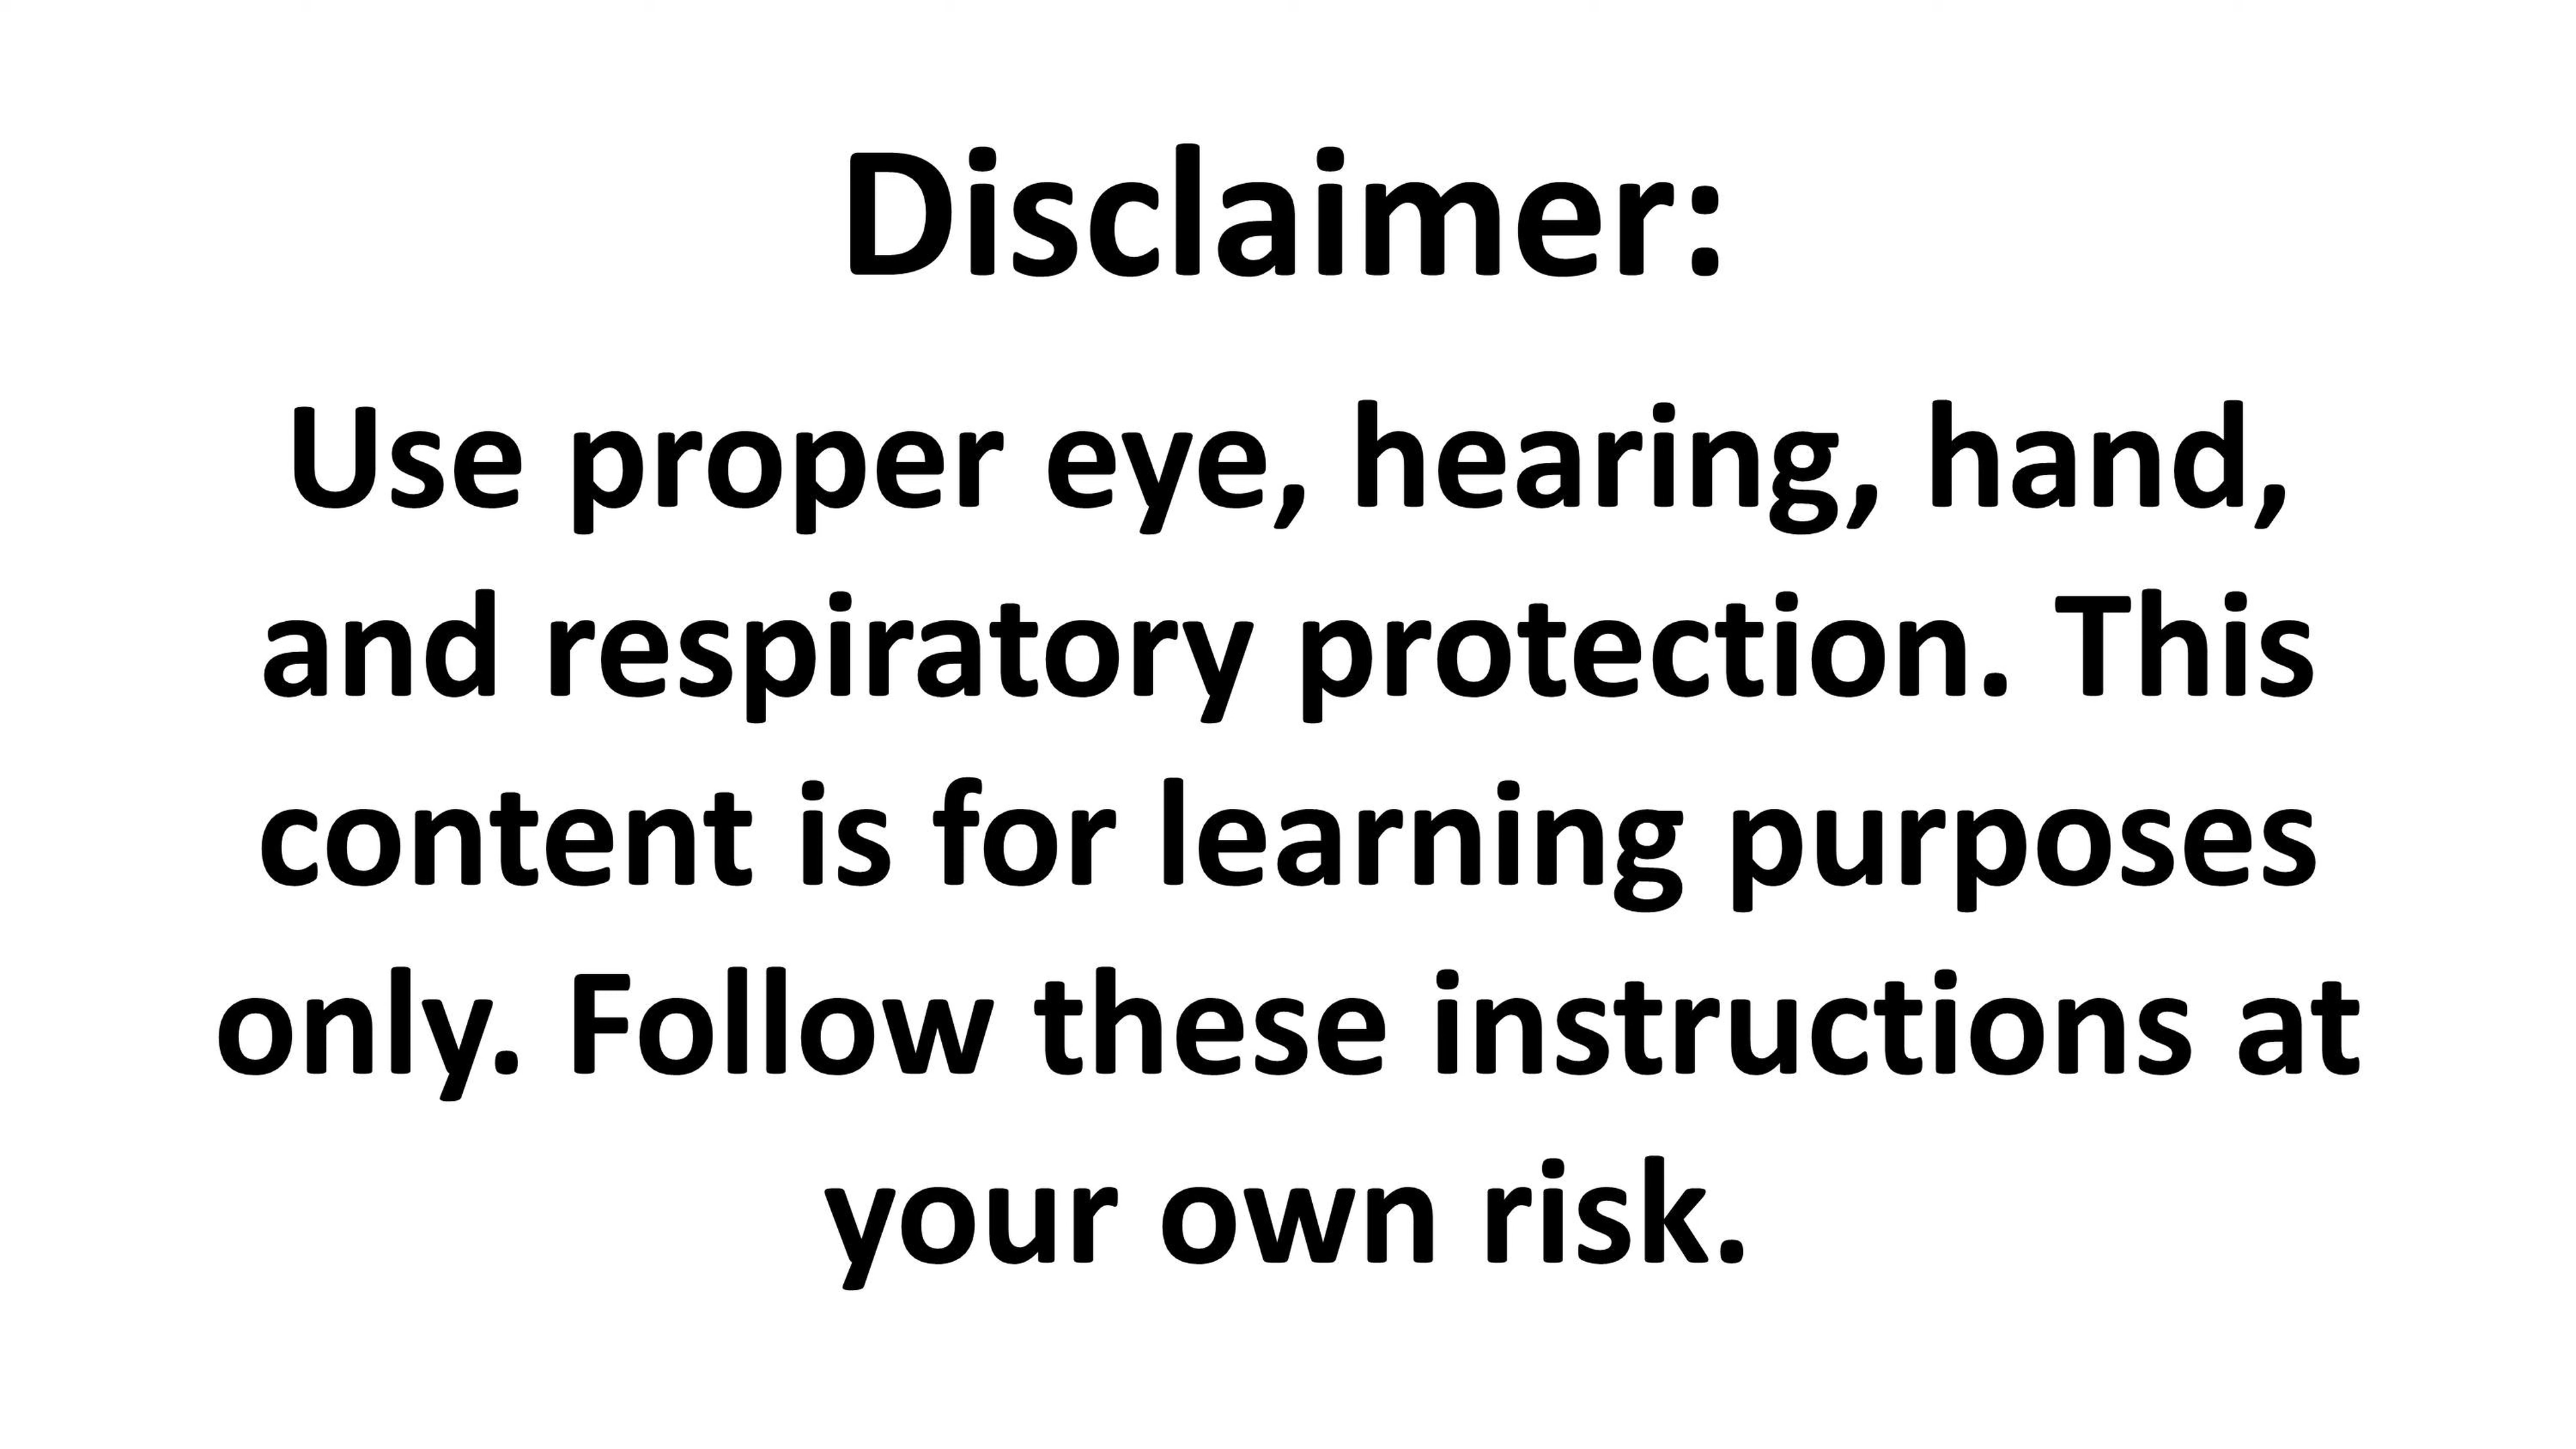 Disclaimer:
Use proper eye, hearing, hand,
and respiratory protection. This
content is for learning purposes
only. Follow these instructions at
your own risk.